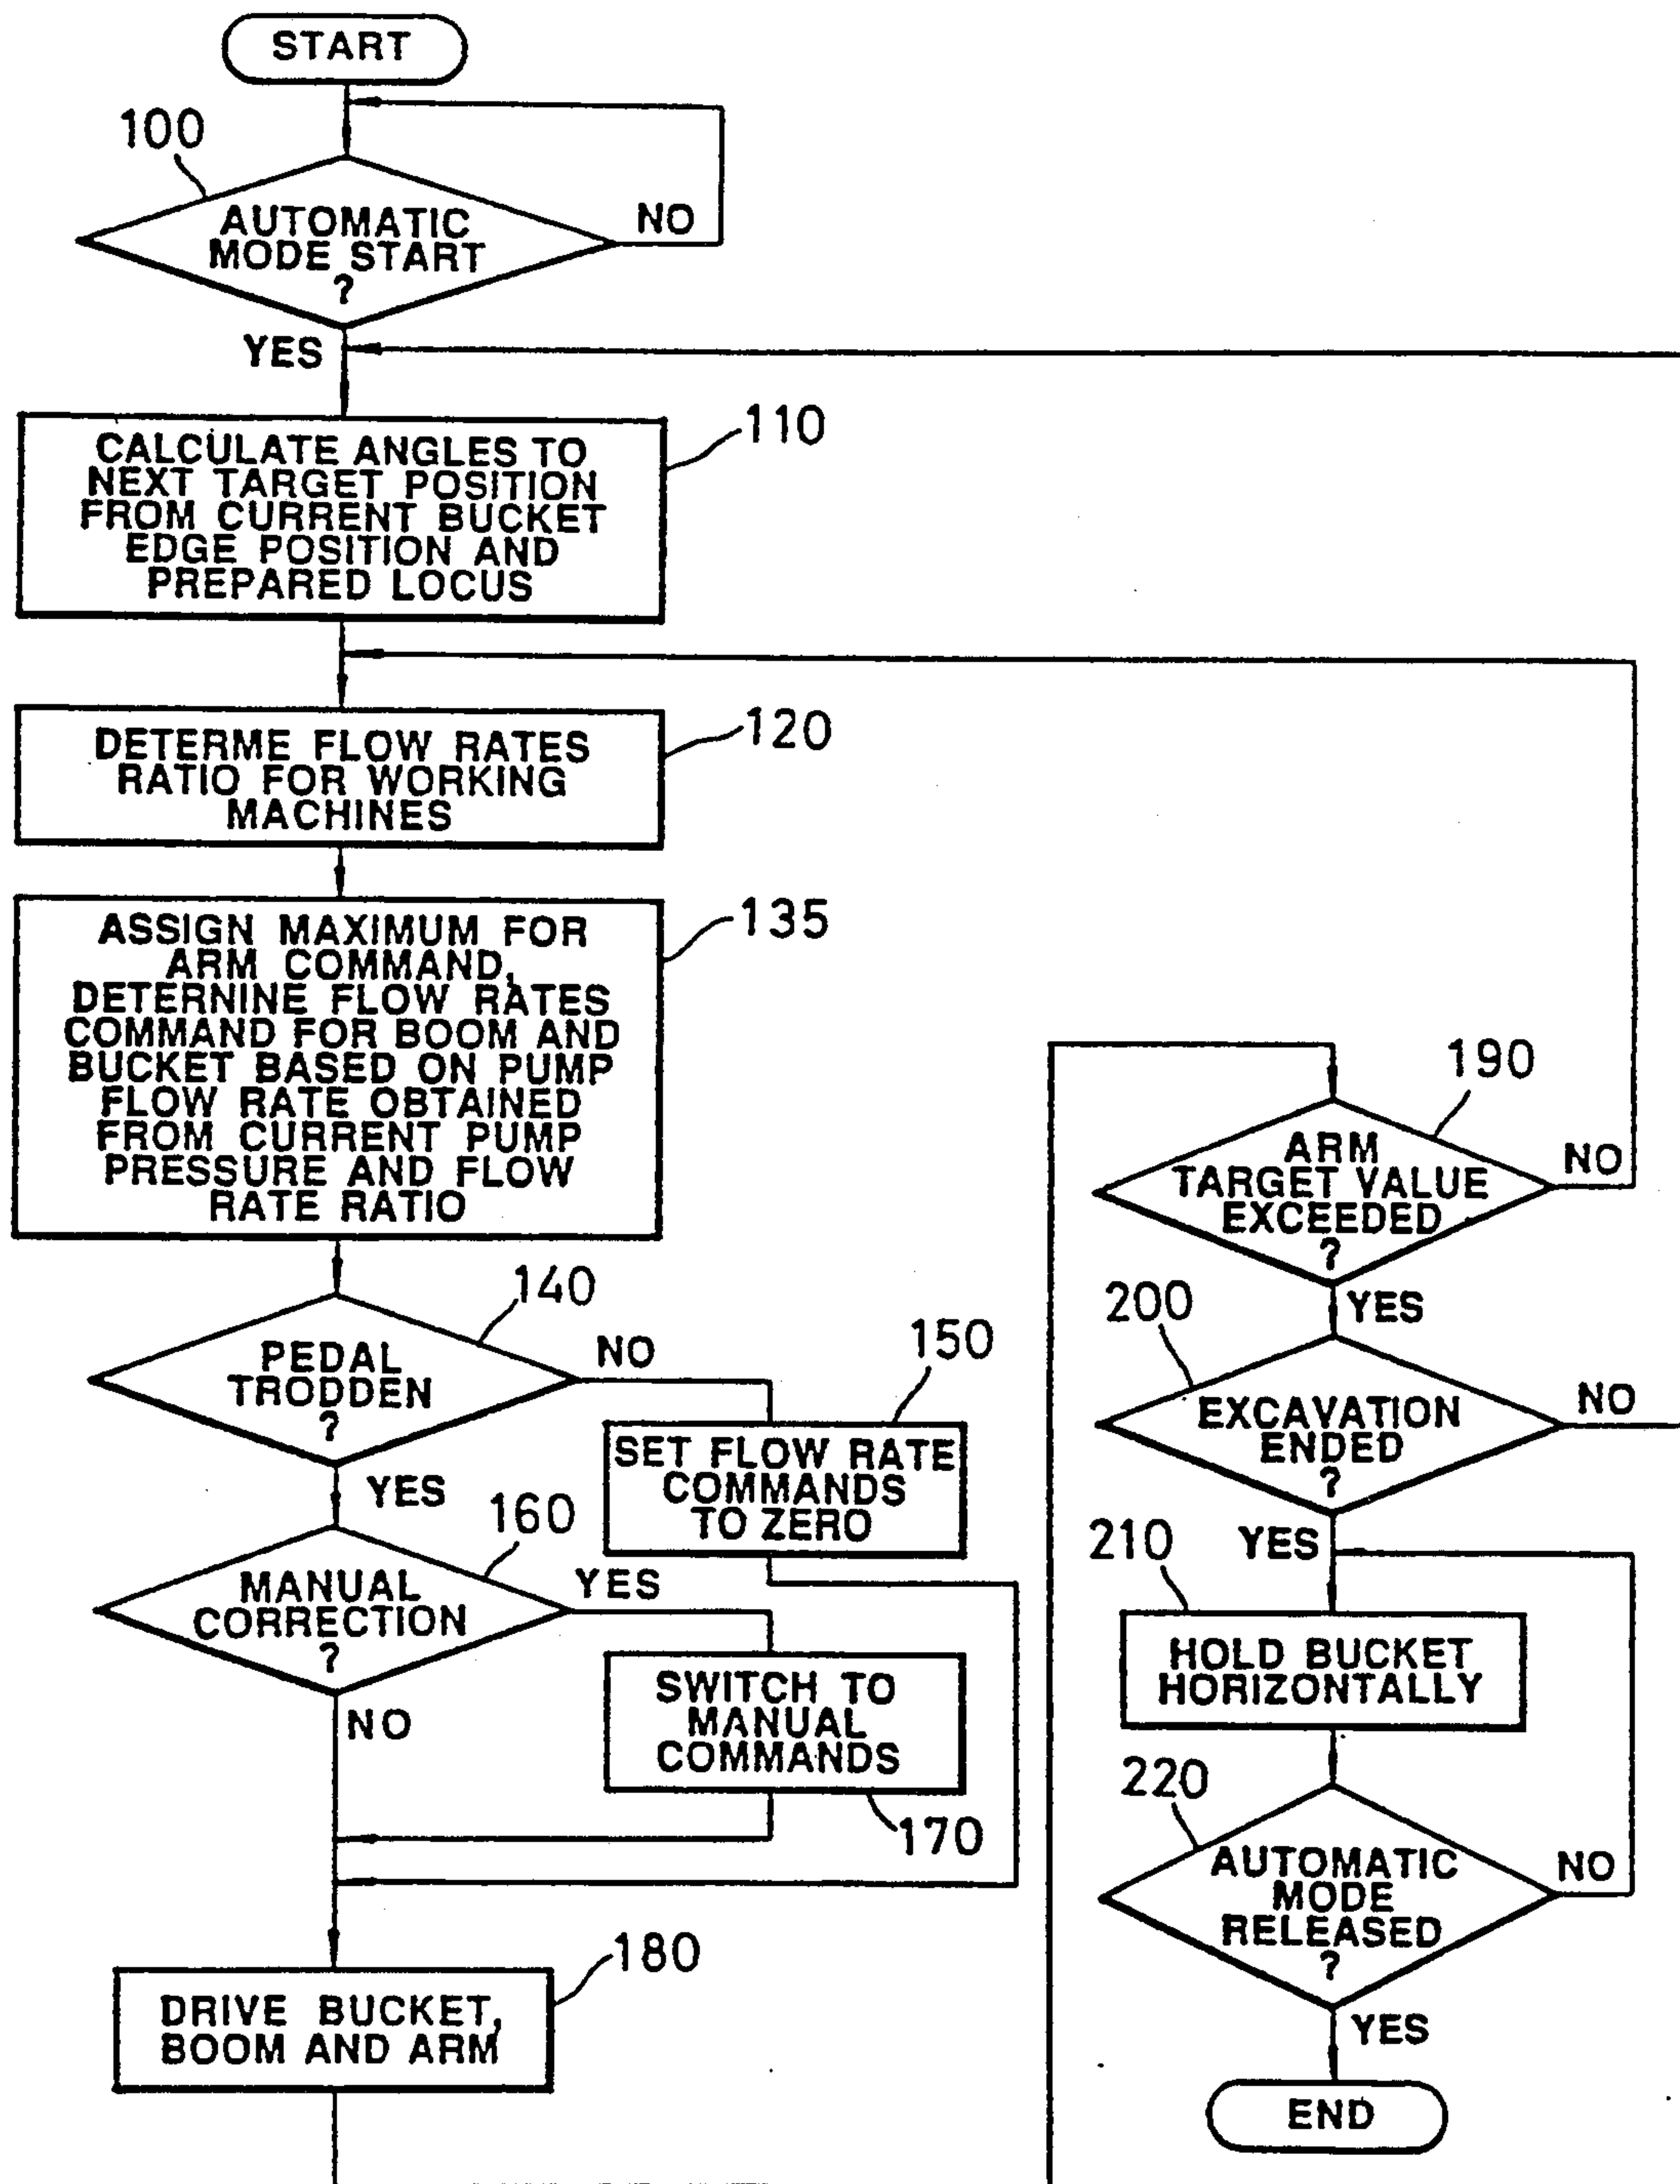 START
100
AUTOMATIC
MODE START
?
NO
YES
110
CALCULATE ANGLES TO
NEXT TARGET POSITION
FROM CURRENT BUCKET
EDGE POSITION AND
PREPARED LOCUS
120
DETERME FLOW RATES
RATIO FOR WORKING
MACHINES
135
ASSIGN MAXIMUM FOR
ARM COMMAND,
DETERNINE FLOW RATES
COMMAND FOR BOOM AND
BUCKET BASED ON PUMP
FLOW RATE OBTAINED
FROM CURRENT PUMP
PRESSURE AND FLOW
RATE RATIO
140
PEDAL
TRODDEN
?
NO
YES
150
SET FLOW RATE
COMMANDS
TO ZERO
160
MANUAL
CORRECTION
?
YES
NO
SWITCH TO
MANUAL
COMMANDS
170
180
DRIVE BUCKET,
BOOM AND ARM
190
ARM
TARGET VALUE
EXCEEDED
?
NO
YES
200
EXCAVATION
ENDED
?
NO
YES
210
HOLD BUCKET
HORIZONTALLY
220
AUTOMATIC
MODE
RELEASED
?
NO
YES
END